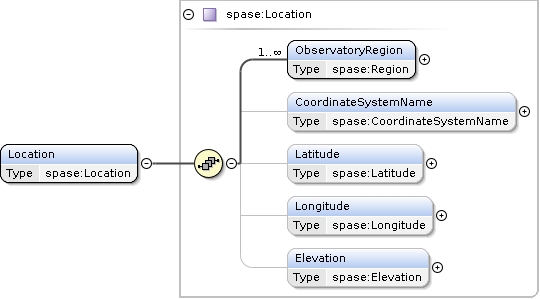 spase:Location
1..∞
ObservatoryRegion
Type spase:Region
CoordinateSystemName
Type spase:CoordinateSystemName
Location
Type spase:Location
Latitude
Type spase:Latitude
Longitude
Type spase:Longitude
Elevation
Type spase:Elevation